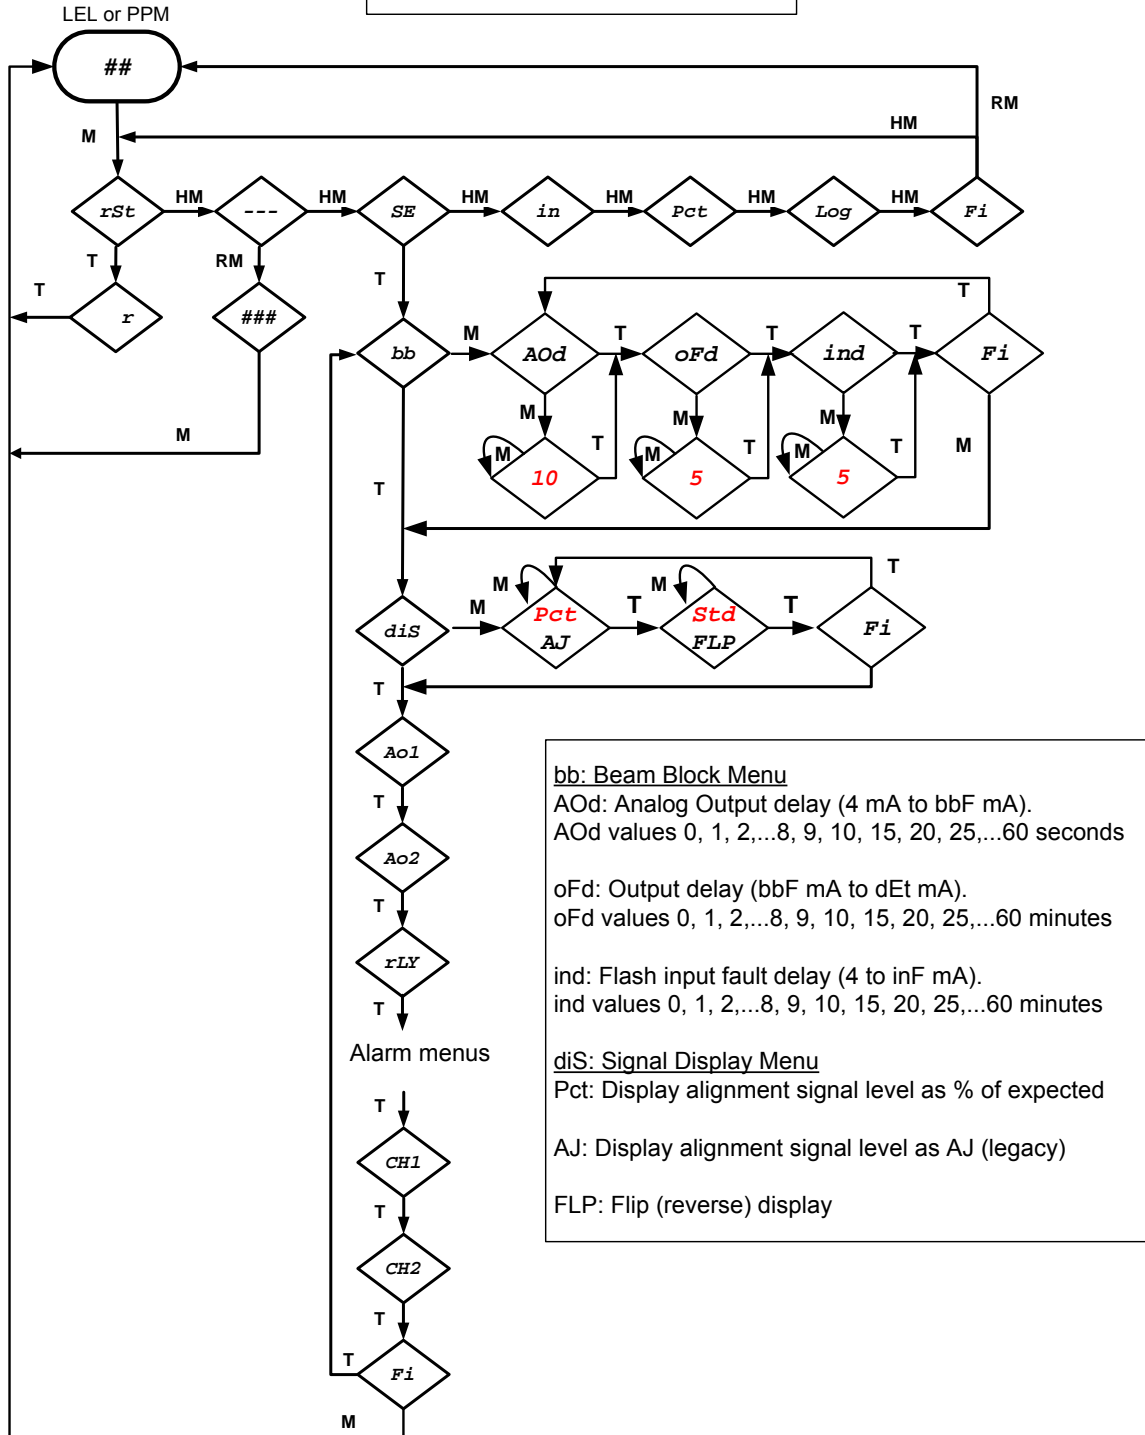 LEL or PPM
##
RM
M
HM
rSt
HM
---
HM
SE
HM
in
HM
Pct
HM
Log
HM
Fi
T
RM
T
T
r
###
T
bb
M
AOd
T
oFd
T
ind
T
Fi
M
M
M
M
M
T
M
T
M
T
M
10
5
5
T
T
M
M
diS
M
Pct
AJ
T
Std
FLP
T
Fi
T
Ao1
T
Ao2
T
rLY
T
Alarm menus
T
CH1
T
CH2
T
T
Fi
M
bb: Beam Block Menu
AOd: Analog Output delay (4 mA to bbF mA).
AOd values 0, 1, 2,...8, 9, 10, 15, 20, 25,...60 seconds
oFd: Output delay (bbF mA to dEt mA).
oFd values 0, 1, 2,...8, 9, 10, 15, 20, 25,...60 minutes
ind: Flash input fault delay (4 to inF mA).
ind values 0, 1, 2,...8, 9, 10, 15, 20, 25,...60 minutes
diS: Signal Display Menu
Pct: Display alignment signal level as % of expected
AJ: Display alignment signal level as AJ (legacy)
FLP: Flip (reverse) display